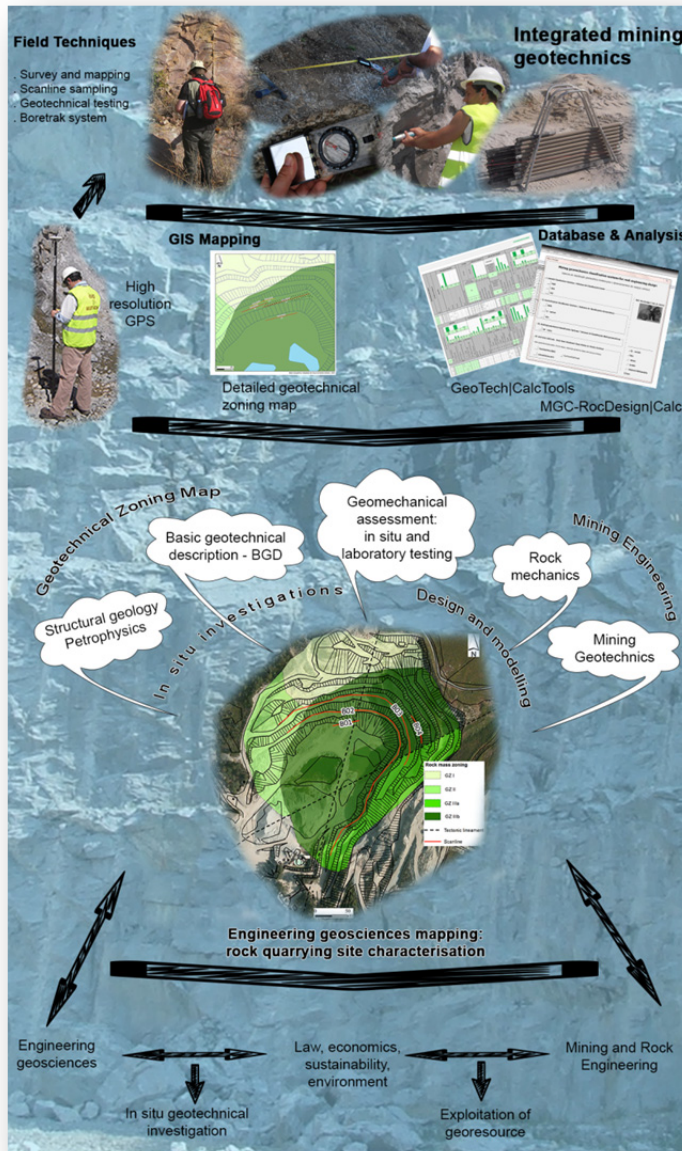 Field Techniques
. Survey and mapping
. Scanline sampling
. Geotechnical testing
. Boretrak system
Integrated mining
geotechnics
High
resolution
GPS
GIS Mapping
Detailed geotechnical
zoning map
Database & Analysis
GeoTech|CalcTools
MGC-RocDesign|Calc
Geotechnical Zoning Map
Structural geology
Petrophysics
Basic geotechnical
description - BGD
Geomechanical
assessment:
in situ and
laboratory testing
In situ investigations
Design and modelling
Mining Engineering
Rock
mechanics
Mining
Geotechnics
N
B02
B01
B03
B04
Rock mass zoning
GZ I
GZ II
Tectonic lineament
Scanline
Engineering geosciences mapping:
rock quarrying site characterisation
Engineering
geosciences
Law, economics,
sustainability,
environment
Mining and Rock
Engineering
In situ geotechnical
investigation
Exploitation of
georesource